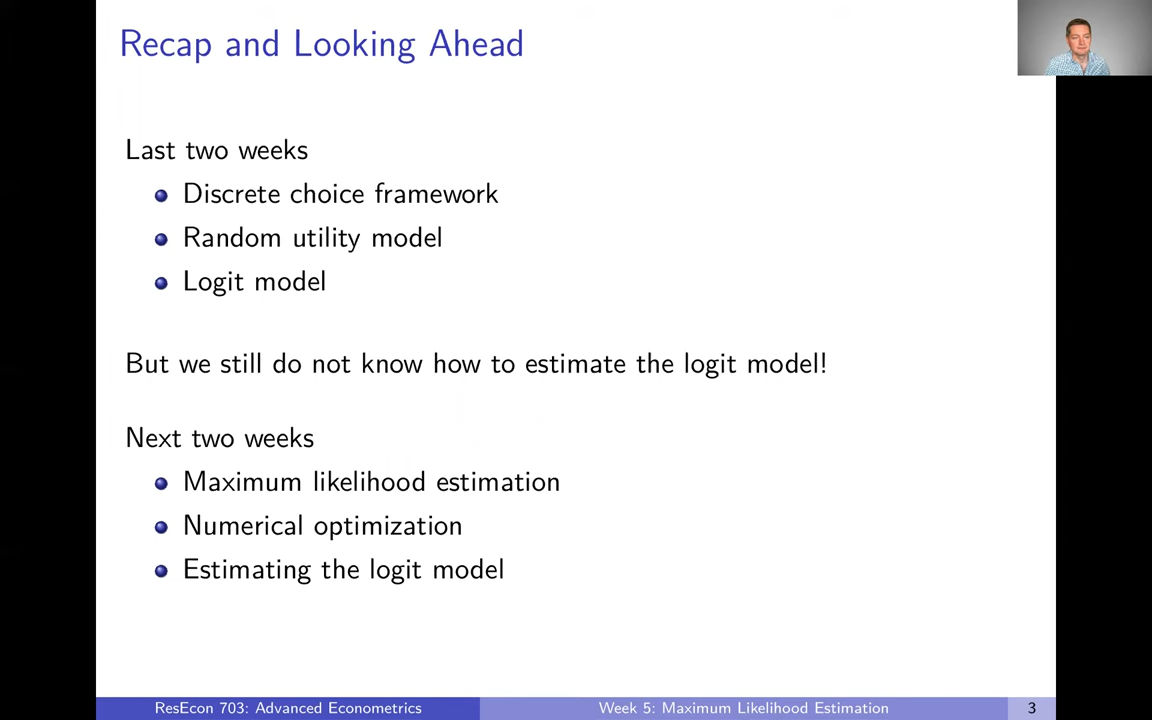 Recap and Looking Ahead
Last two weeks
Discrete choice framework
Random utility model
Logit model
But we still do not know how to estimate the logit model!
Next two weeks
Maximum likelihood estimation
Numerical optimization
Estimating the logit model
ResEcon 703: Advanced Econometrics
Week 5: Maximum Likelihood Estimation
3